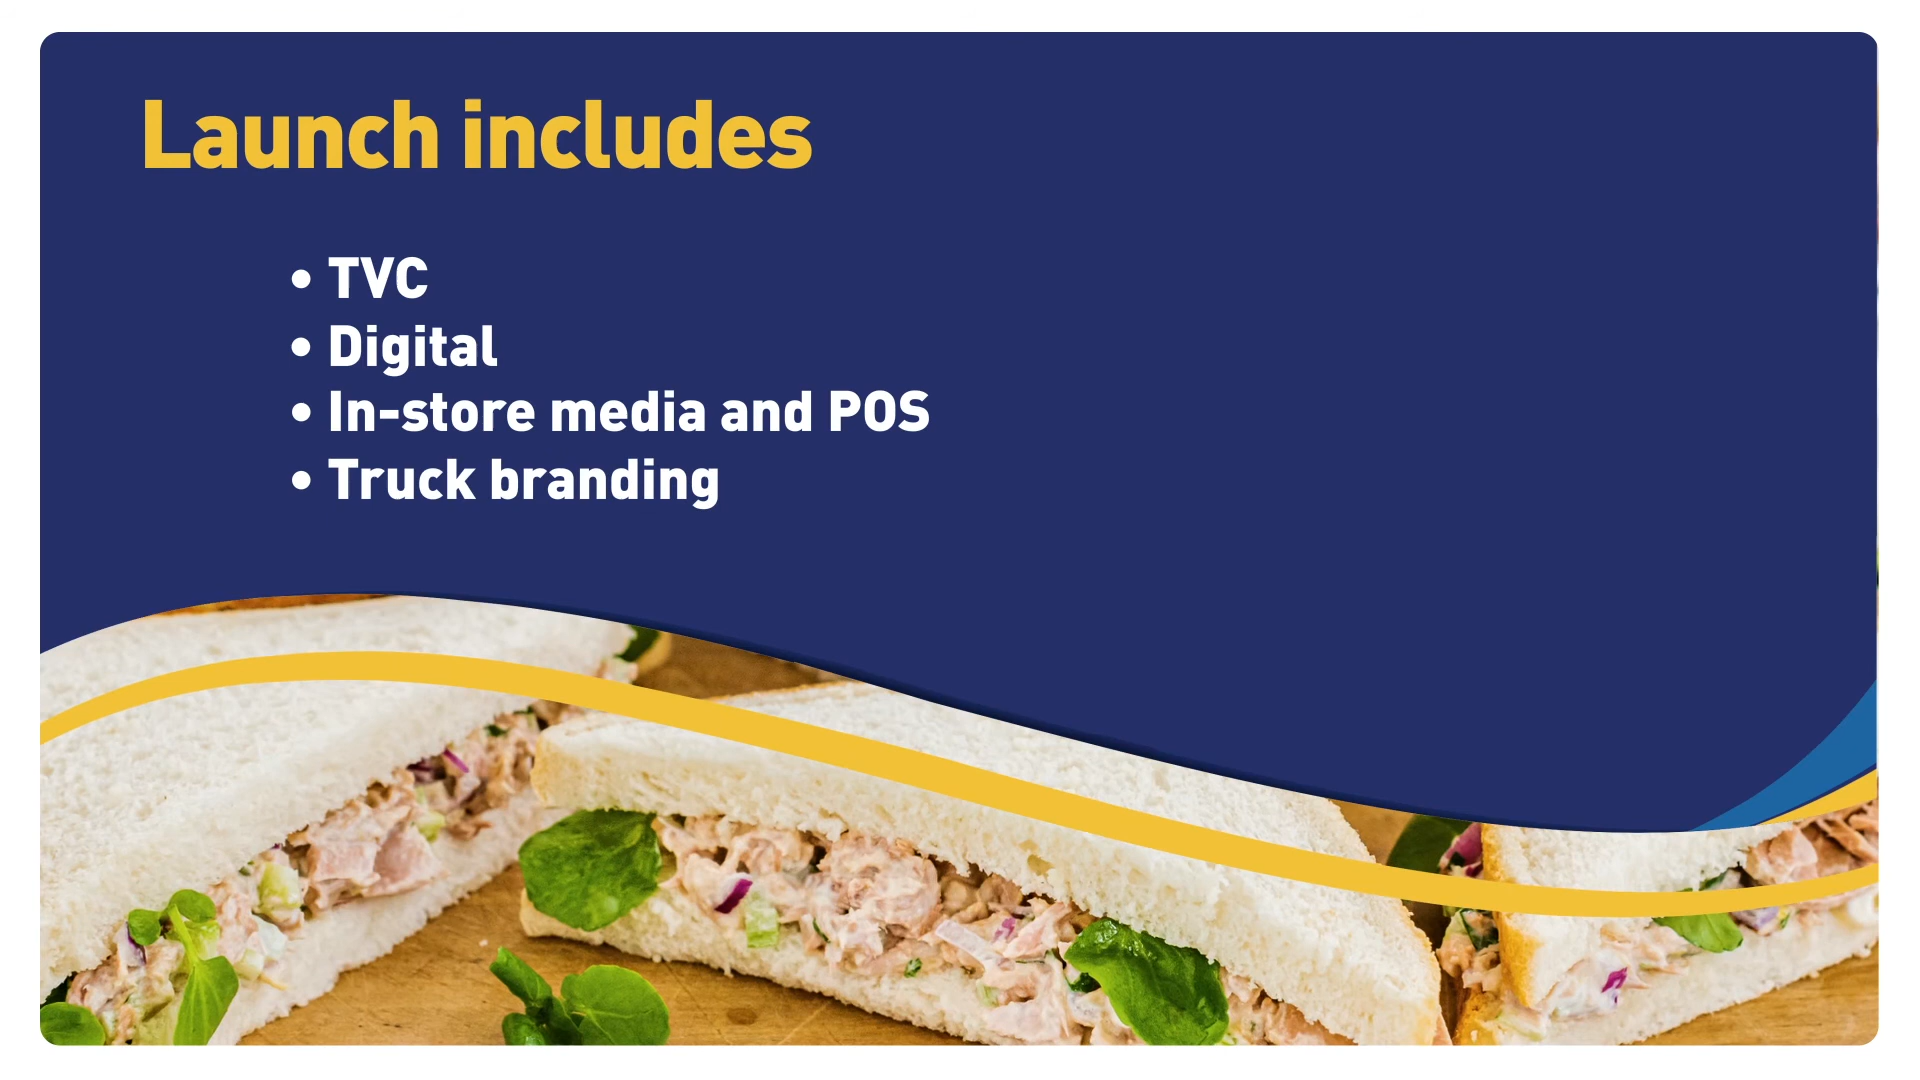 Launch includes
• TVC
• Digital
• In-store media and POS
• Truck branding